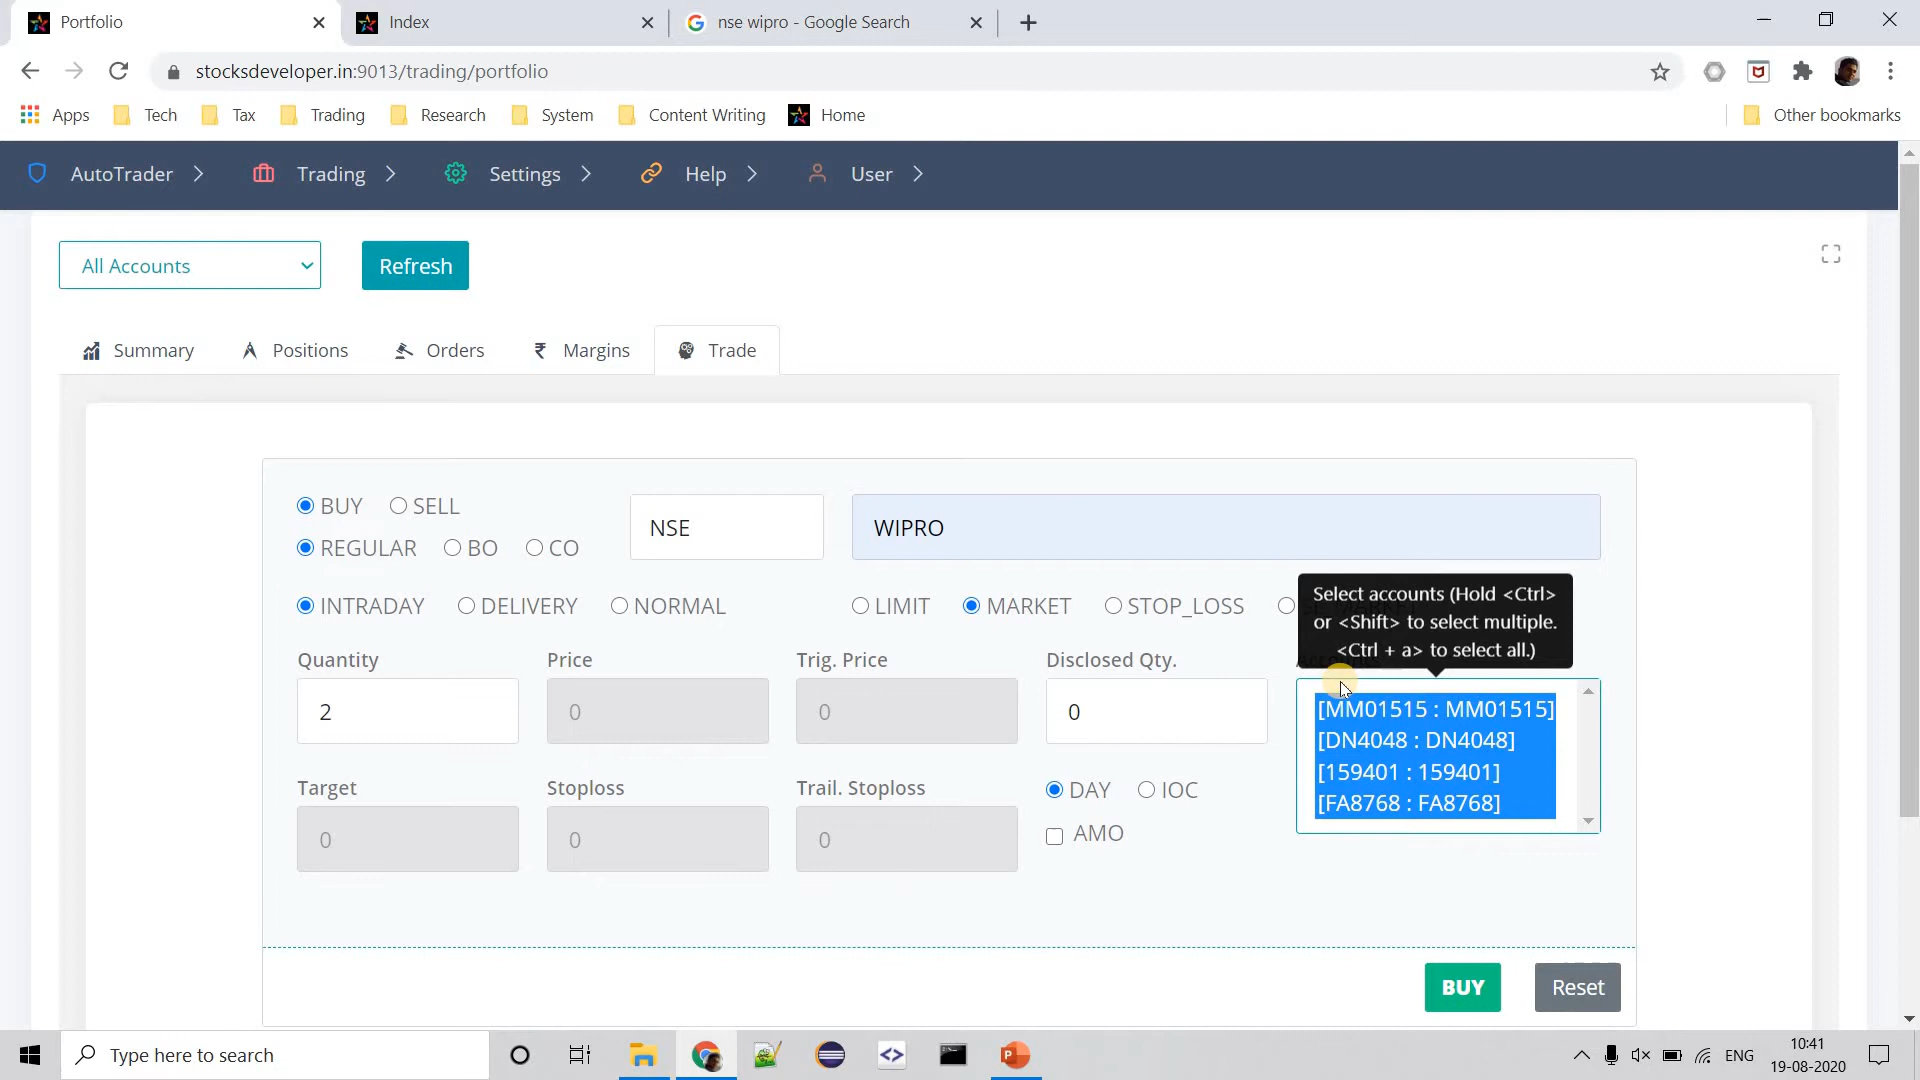 Portfolio
Index
nse wipro - Google Search
stocksdeveloper.in:9013/trading/portfolio
Apps
Tech
Tax
Trading
Research
System
Content Writing
Home
Other bookmarks
AutoTrader
Trading
Settings
Help
User
All Accounts
Refresh
Summary
Positions
Orders
₹ Margins
Trade
BUY SELL
NSE
WIPRO
REGULAR BO CO
Select accounts (Hold <Ctrl>
or <Shift> to select multiple.
<Ctrl + a> to select all.)
INTRADAY DELIVERY NORMAL
LIMIT MARKET STOP_LOSS
Quantity
Price
Trig. Price
Disclosed Qty.
2
0
0
0
[MM01515 : MM01515]
[DN4048 : DN4048]
[159401 : 159401]
[FA8768 : FA8768]
Target
Stoploss
Trail. Stoploss
DAY IOC
0
0
0
AMO
BUY
Reset
Type here to search
ENG
10:41
19-08-2020